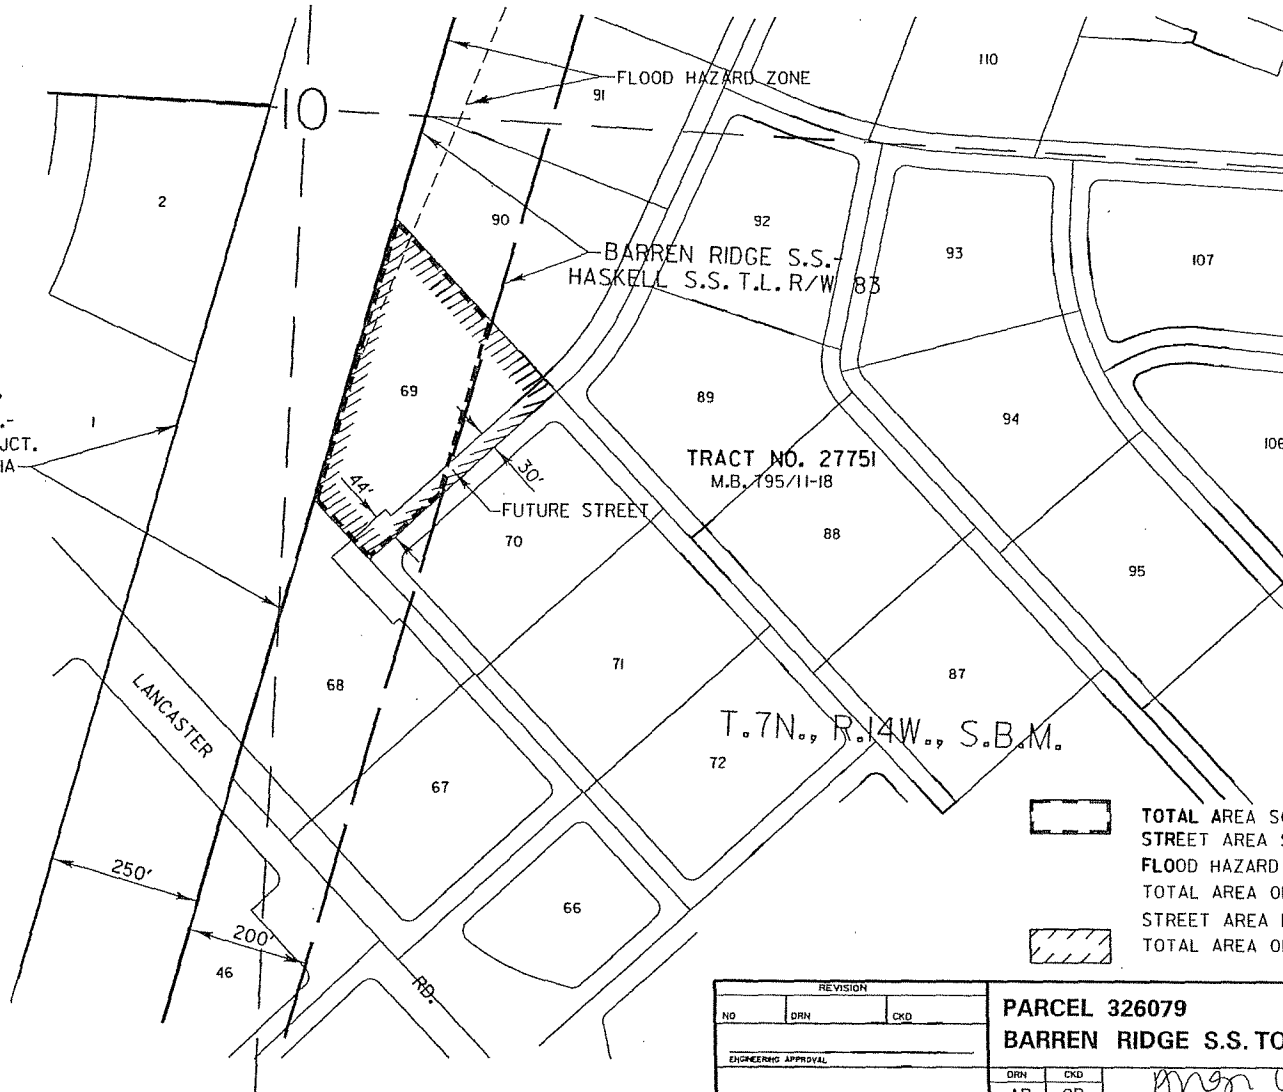 110
FLOOD HAZARD ZONE
91
10
2
90
92
93
107
BARREN RIDGE S.S.-
HASKELL S.S. T.L. R/W 83
69
89
94
106
1
JCT.
TRACT NO. 27751
M.B. 795/11-18
44'
30'
FUTURE STREET
70
88
95
68
71
87
LANCASTER
T.7N., R.14W., S.B.M.
72
67
TOTAL AREA
STREET AREA
FLOOD HAZARD
250'
TOTAL AREA
66
STREET AREA
200'
TOTAL AREA
46
RD.
REVISION
NO DRN CKD
PARCEL 326079
BARREN RIDGE S.S. TO
ENGINEERING APPROVAL
DRN CKD